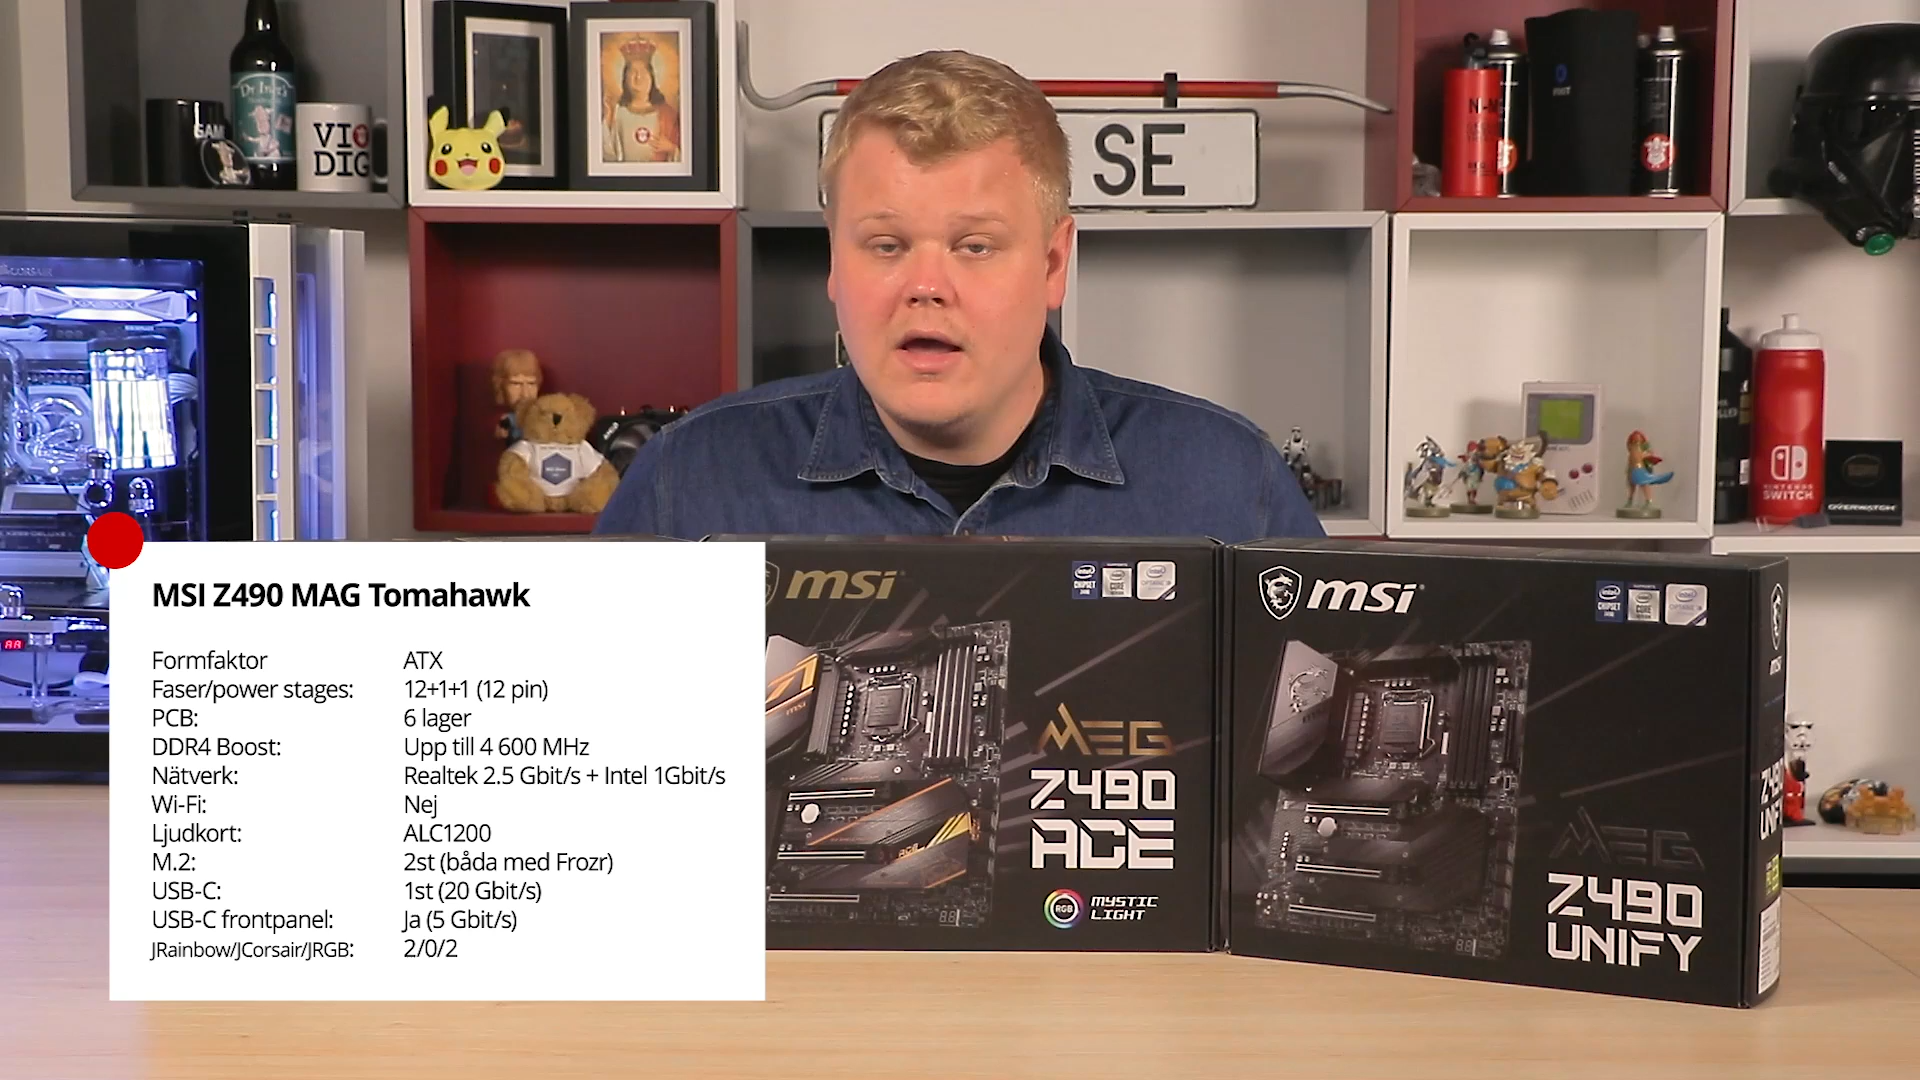 VI
DIG
SE
MSI Z490 MAG Tomahawk
Formfaktor ATX
Faser/power stages: 12+1+1 (12 pin)
PCB: 6 lager
DDR4 Boost: Upp till 4 600 MHz
Nätverk: Realtek 2.5 Gbit/s + Intel 1Gbit/s
Wi-Fi: Nej
Ljudkort: ALC1200
M.2: 2st (båda med Frozr)
USB-C: 1st (20 Gbit/s)
USB-C frontpanel: Ja (5 Gbit/s)
JRainbow/JCorsair/JRGB: 2/0/2
msi
MEG
Z490
ACE
RGB
MYSTIC
LIGHT
msi
MEG
Z490
UNIFY
NINTENDO
SWITCH
OVERWATCH